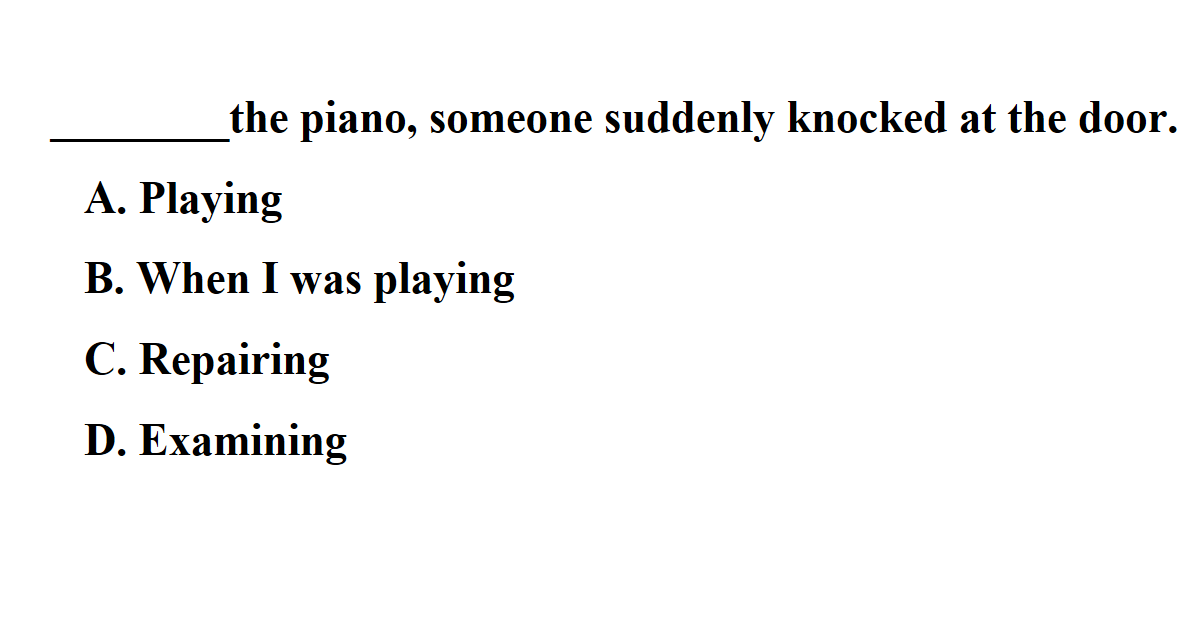 ________the piano, someone suddenly knocked at the door.
A. Playing
B. When I was playing
C. Repairing
D. Examining